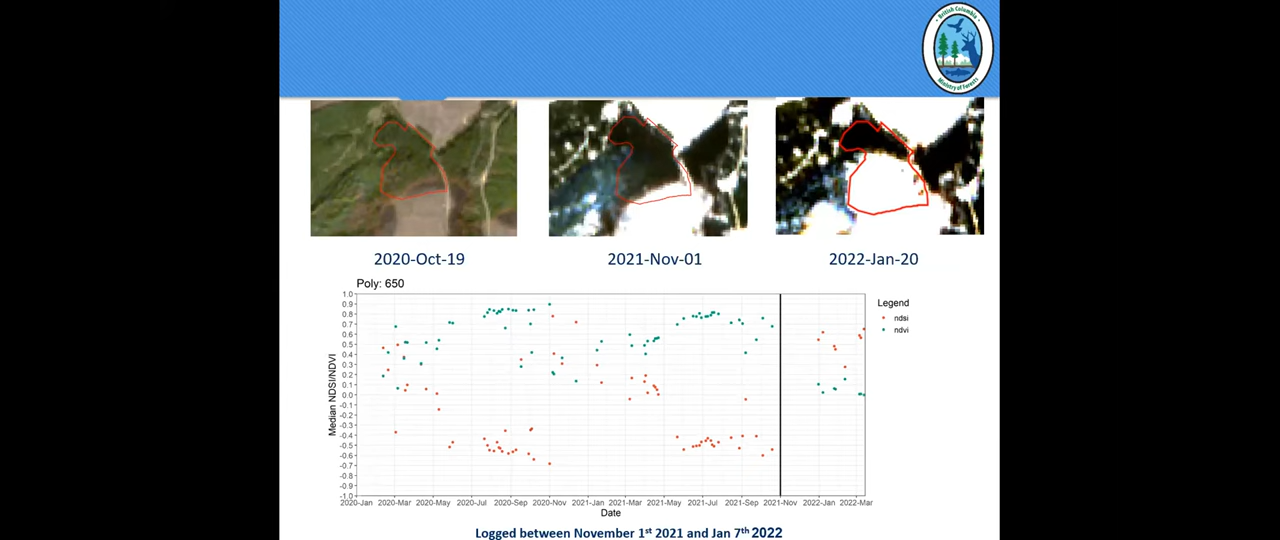 British Columbia
Ministry of Forests
2020-Oct-19
2021-Nov-01
2022-Jan-20
Poly: 650
Median NDSI/NDVI
1.0
0.9
0.8
0.7
0.6
0.5
0.4
0.3
0.2
0.1
0.0
-0.1
-0.2
-0.3
-0.4
-0.5
-0.6
-0.7
-0.8
-0.9
-1.0
2020-Jan 2020-Mar 2020-May 2020-Jul 2020-Sep 2020-Nov 2021-Jan 2021-Mar 2021-May 2021-Jul 2021-Sep 2021-Nov 2022-Jan 2022-Mar
Date
Legend
ndsi
ndvi
Logged between November 1st 2021 and Jan 7th 2022